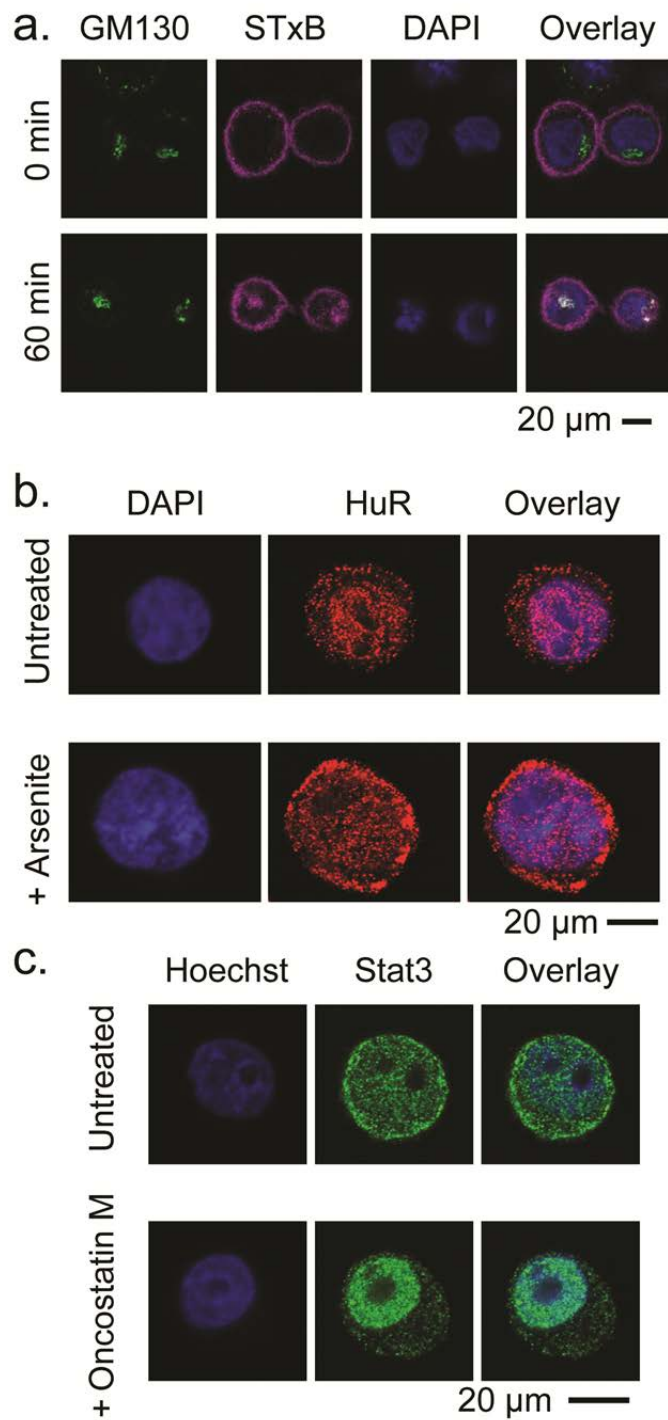 a.
GM130 STxB DAPI Overlay
0 min
60 min
20 µm
b.
DAPI HuR Overlay
Untreated
+ Arsenite
20 µm
c.
Hoechst Stat3 Overlay
Untreated
+ Oncostatin M
20 µm